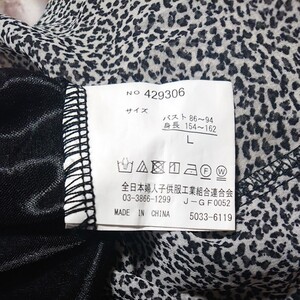 NO 429306
サイズ
バスト 86~94
身長 154~162
L
全日本婦人子供服工業組合連合会
03-3866-1299 J-GF0052
MADE IN CHINA 5033-6119